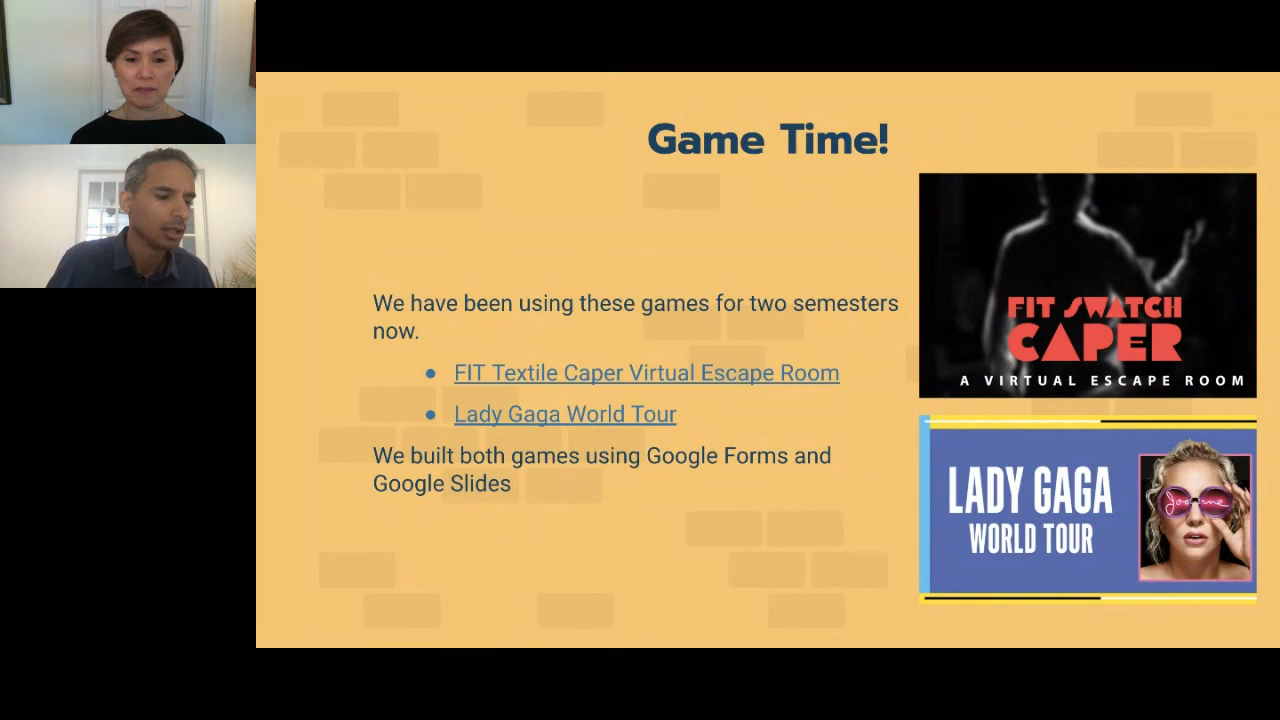 Game Time!
We have been using these games for two semesters
now.
● FIT Textile Caper Virtual Escape Room
● Lady Gaga World Tour
We built both games using Google Forms and
Google Slides
FIT SWATCH
CAPER
A VIRTUAL ESCAPE ROOM
LADY GAGA
WORLD TOUR
Joanne